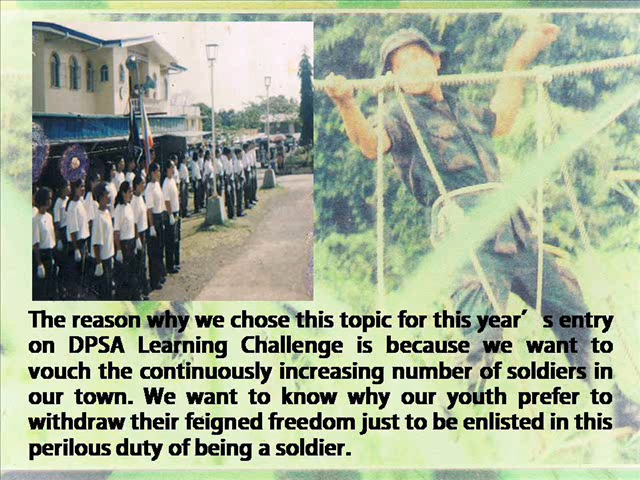 The reason why we chose this topic for this year's entry
on DPSA Learning Challenge is because we want to
vouch the continuously increasing number of soldiers in
our town. We want to know why our youth prefer to
withdraw their feigned freedom just to be enlisted in this
perilous duty of being a soldier.